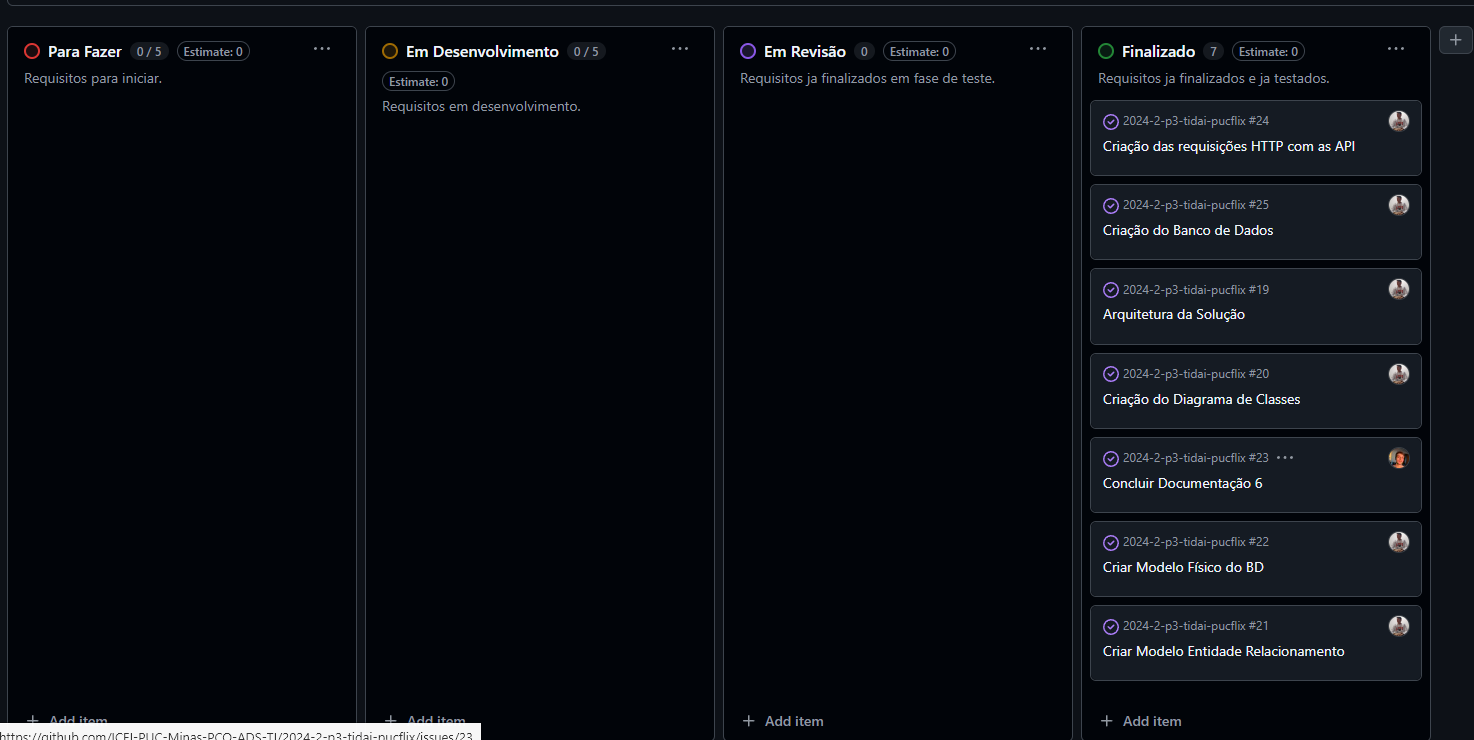 Para Fazer 0 / 5 Estimate: 0 ...
Requisitos para iniciar.
Em Desenvolvimento 0 / 5 ...
Estimate: 0
Requisitos em desenvolvimento.
Em Revisão 0 Estimate: 0 ...
Requisitos ja finalizados em fase de teste.
Finalizado 7 Estimate: 0 ...
Requisitos ja finalizados e ja testados.
2024-2-p3-tidai-pucflix #24
Criação das requisições HTTP com as API
2024-2-p3-tidai-pucflix #25
Criação do Banco de Dados
2024-2-p3-tidai-pucflix #19
Arquitetura da Solução
2024-2-p3-tidai-pucflix #20
Criação do Diagrama de Classes
2024-2-p3-tidai-pucflix #23 ...
Concluir Documentação 6
2024-2-p3-tidai-pucflix #22
Criar Modelo Físico do BD
2024-2-p3-tidai-pucflix #21
Criar Modelo Entidade Relacionamento
+ Add item
+ Add item
+ Add item
+ Add item
https://github.com/ICEI-PUC-Minas-PCO-ADS-TI/2024-2-p3-tidai-pucflix/issues/23